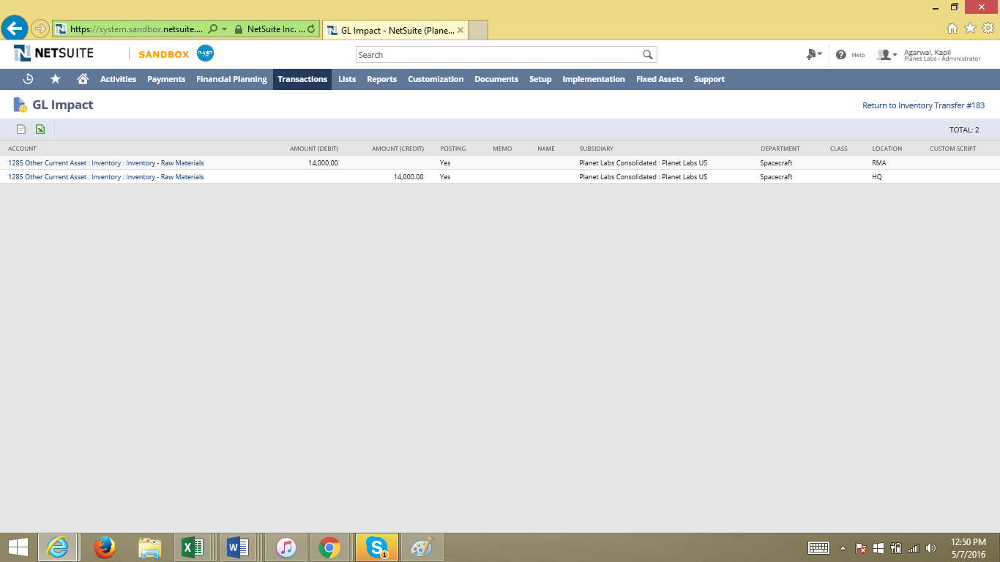 https://system.sandbox.netsuite.... NetSuite Inc. ... GL Impact - NetSuite (Plane...
NETSUITE SANDBOX PLANET Search Help Agarwal, Kapil
Planet Labs - Administrator
Activities Payments Financial Planning Transactions Lists Reports Customization Documents Setup Implementation Fixed Assets Support
GL Impact Return to Inventory Transfer #183
TOTAL: 2
ACCOUNT AMOUNT (DEBIT) AMOUNT (CREDIT) POSTING MEMO NAME SUBSIDIARY DEPARTMENT CLASS LOCATION CUSTOM SCRIPT
1285 Other Current Asset : Inventory : Inventory - Raw Materials 14,000.00 Yes Planet Labs Consolidated : Planet Labs US Spacecraft RMA
1285 Other Current Asset : Inventory : Inventory - Raw Materials 14,000.00 Yes Planet Labs Consolidated : Planet Labs US Spacecraft HQ
12:50 PM
5/7/2016